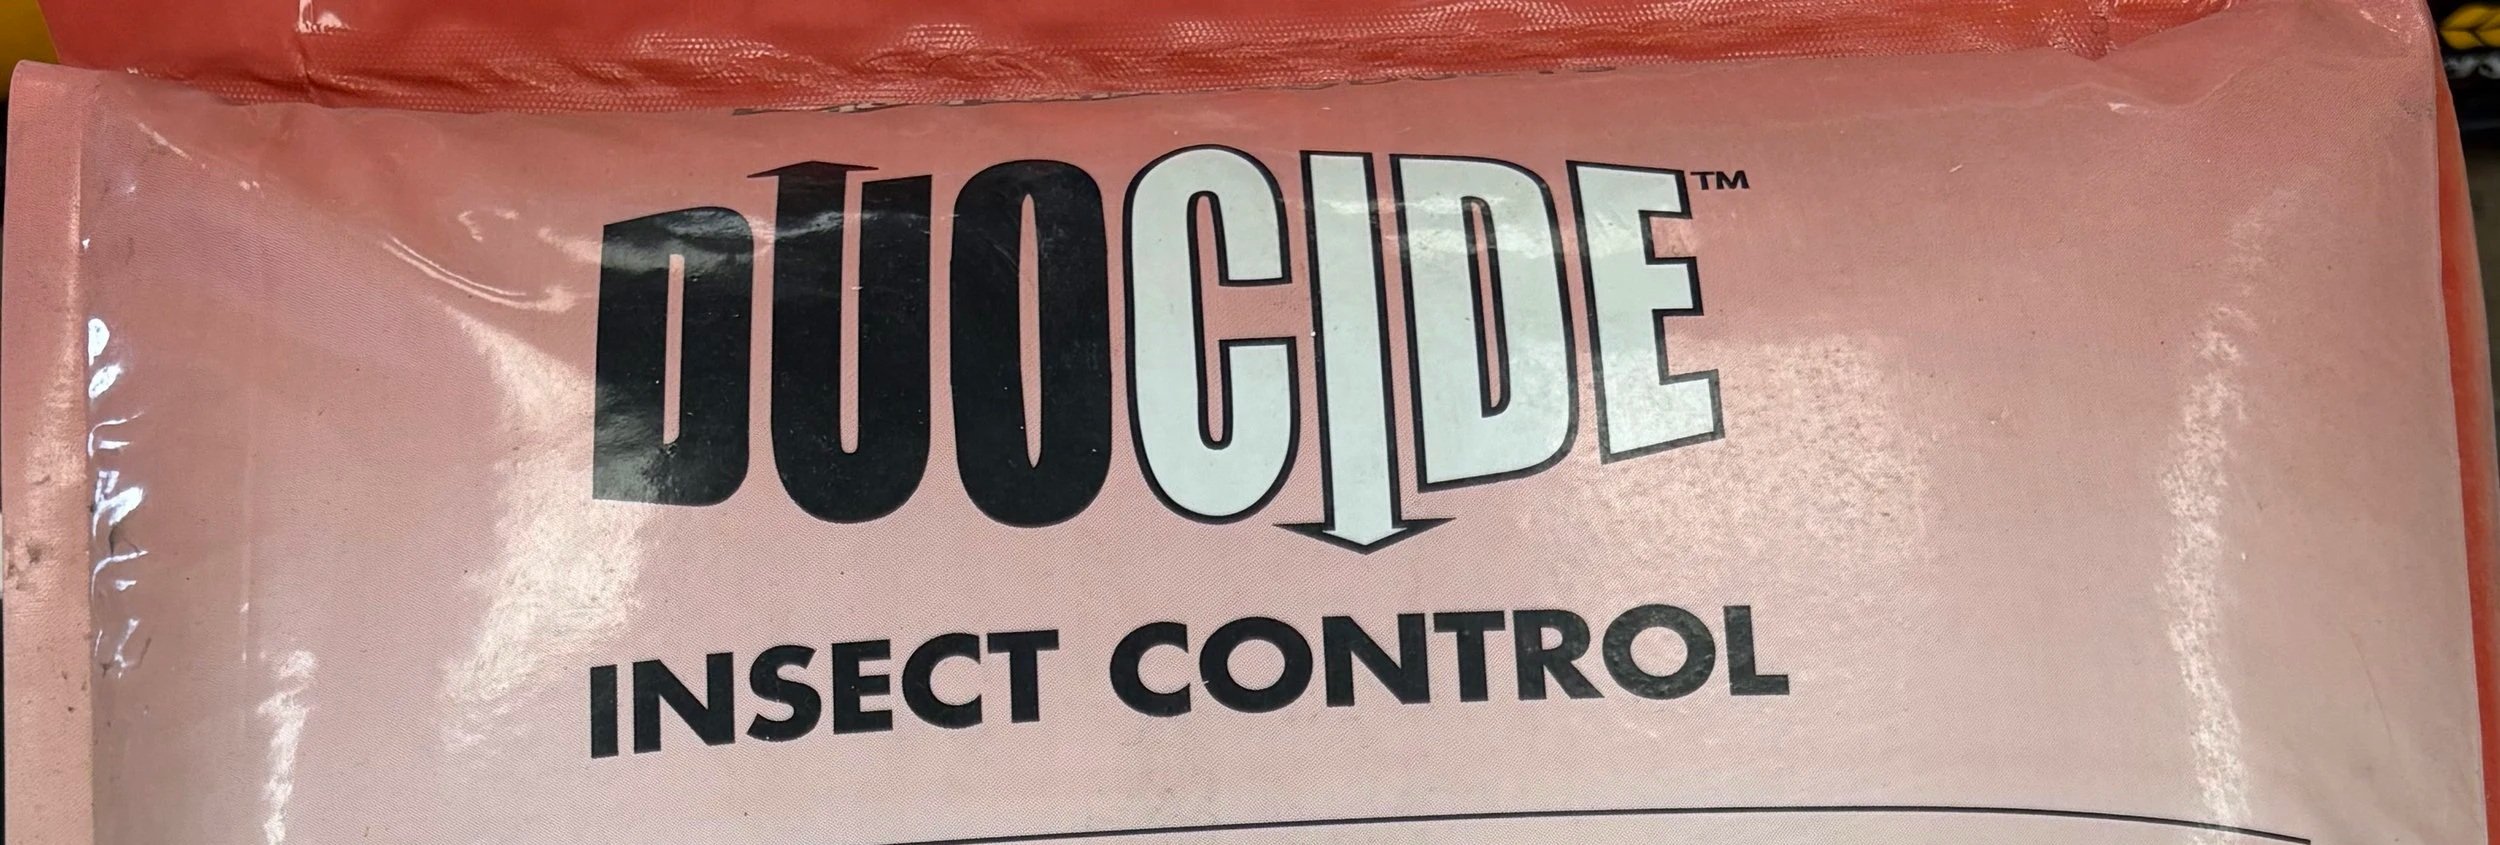 DUOCIDE™
INSECT CONTROL